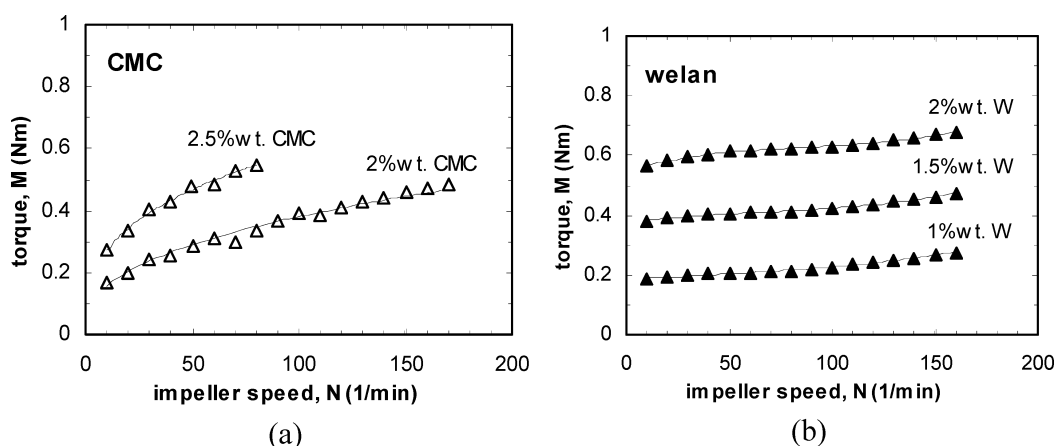 1
CMC
0.8
2.5%wt. CMC
0.6
2%wt. CMC
0.4
0.2
0
0 50 100 150 200
torque, M (Nm)
impeller speed, N (1/min)
(a)
1
welan
0.8
2%wt. W
0.6
1.5%wt. W
0.4
1%wt. W
0.2
0
0 50 100 150 200
torque, M (Nm)
impeller speed, N (1/min)
(b)